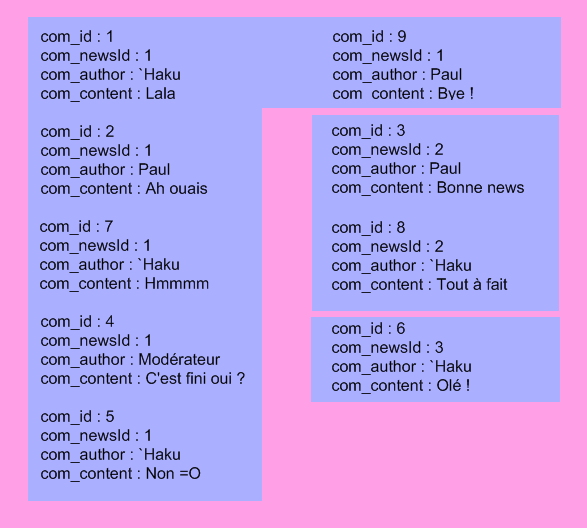 com_id : 1
com_newsId : 1
com_author : `Haku
com_content : Lala
com_id : 2
com_newsId : 1
com_author : Paul
com_content : Ah ouais
com_id : 7
com_newsId : 1
com_author : `Haku
com_content : Hmmmm
com_id : 4
com_newsId : 1
com_author : Modérateur
com_content : C'est fini oui ?
com_id : 5
com_newsId : 1
com_author : `Haku
com_content : Non =O
com_id : 9
com_newsId : 1
com_author : Paul
com_content : Bye !
com_id : 3
com_newsId : 2
com_author : Paul
com_content : Bonne news
com_id : 8
com_newsId : 2
com_author : `Haku
com_content : Tout à fait
com_id : 6
com_newsId : 3
com_author : `Haku
com_content : Olé !